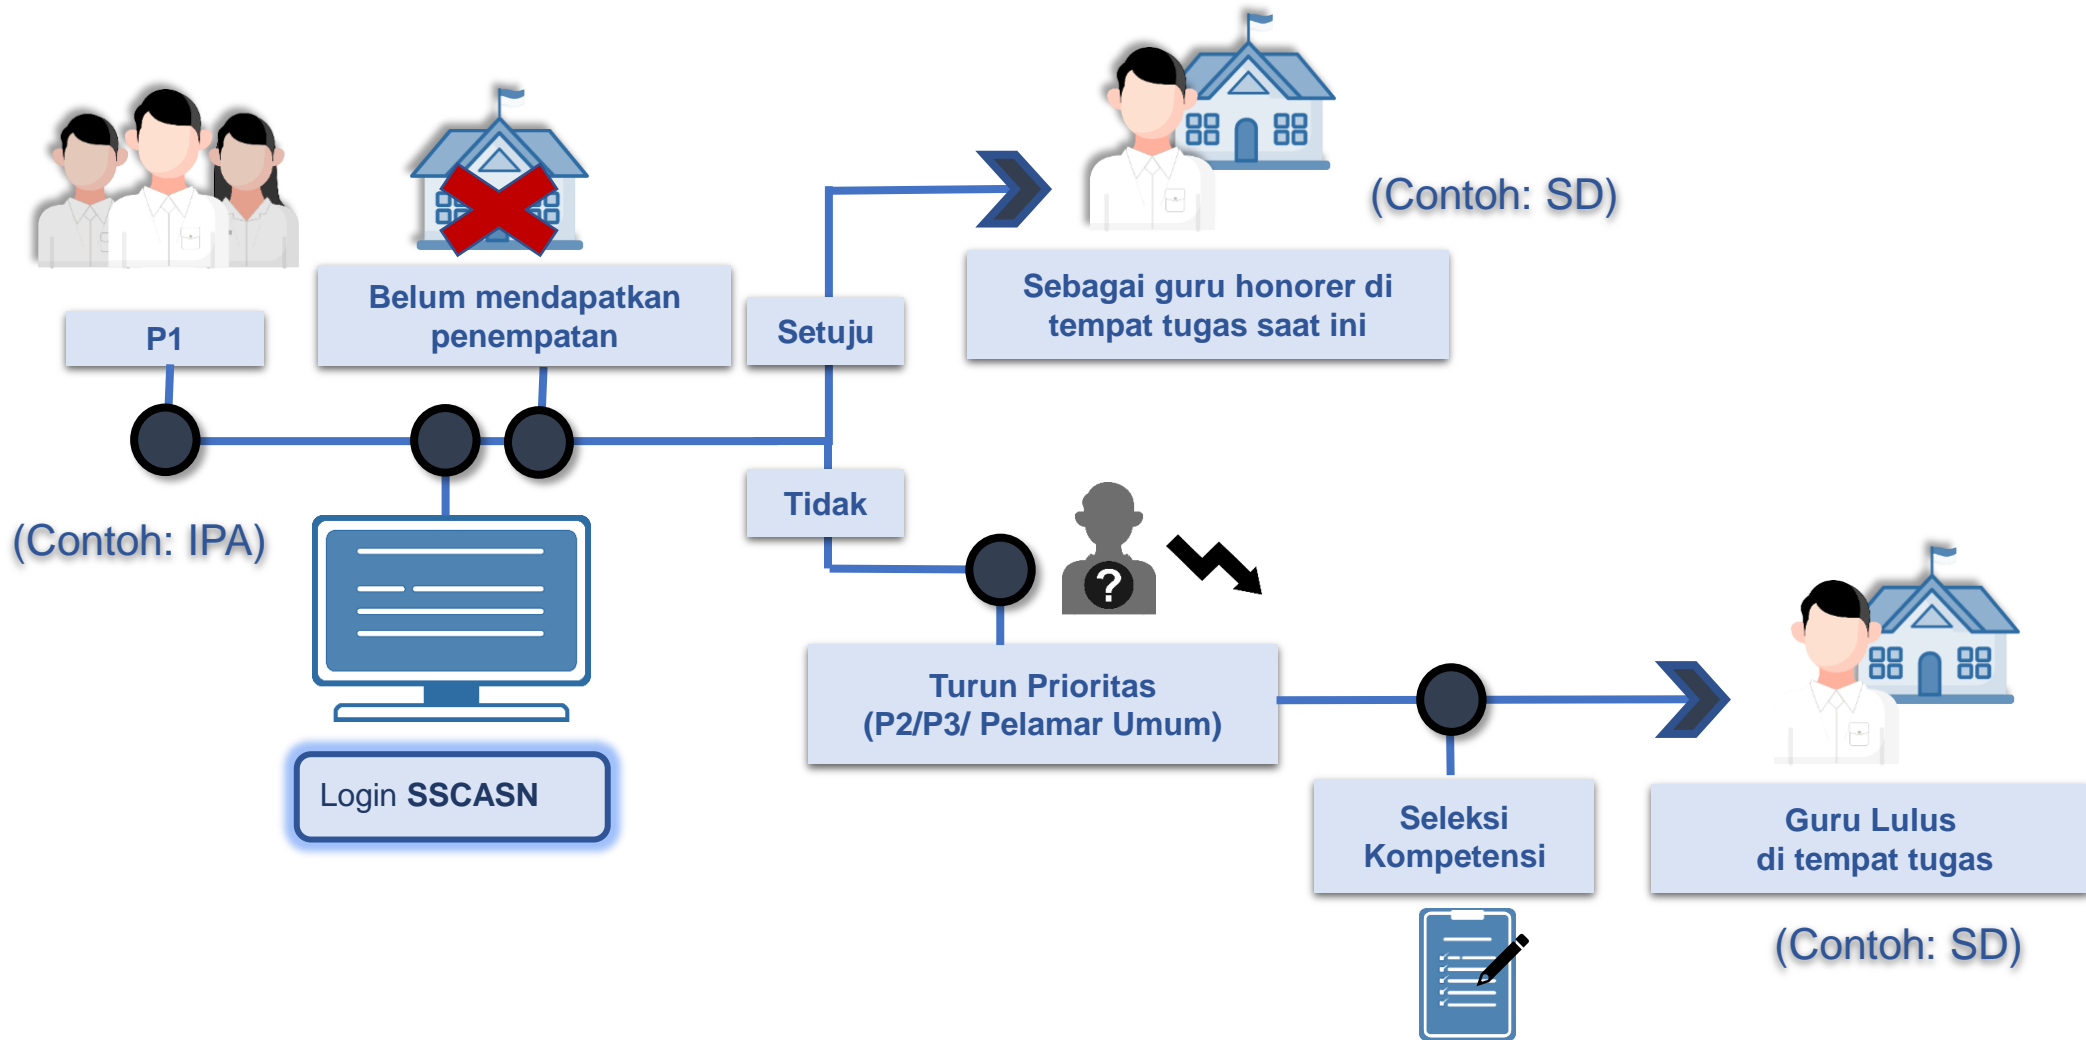 P1
(Contoh: IPA)
Belum mendapatkan
penempatan
Login SSCASN
Setuju
Sebagai guru honorer di
tempat tugas saat ini
(Contoh: SD)
Tidak
?
Turun Prioritas
(P2/P3/ Pelamar Umum)
Seleksi
Kompetensi
Guru Lulus
di tempat tugas
(Contoh: SD)